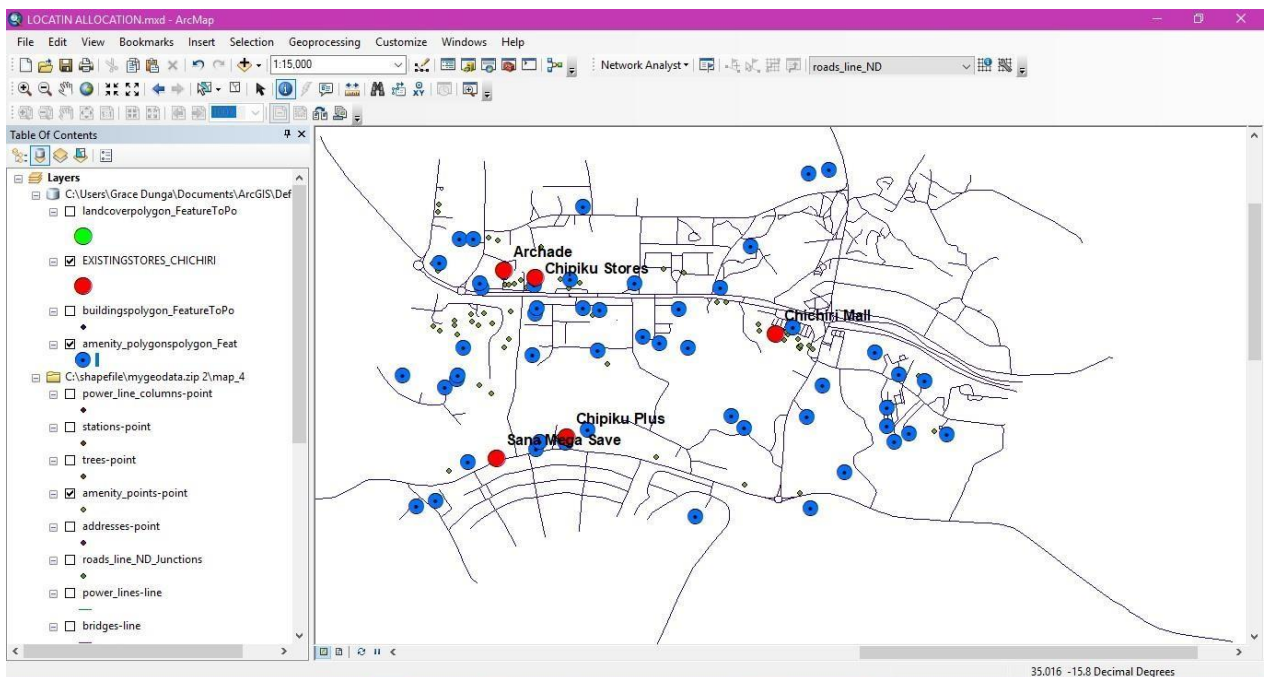 LOCATIN ALLOCATION.mxd - ArcMap
File Edit View Bookmarks Insert Selection Geoprocessing Customize Windows Help
1:15,000 Network Analyst roads_line_ND
Table Of Contents
Layers
C:\Users\Grace Dunga\Documents\ArcGIS\Def
landcoverpolygon_FeatureToPo
EXISTINGSTORES_CHICHIRI
buildingspolygon_FeatureToPo
amenity_polygonspolygon_Feat
C:\shapefile\mygeodata.zip 2\map_4
power_line_columns-point
stations-point
trees-point
amenity_points-point
addresses-point
roads_line_ND_Junctions
power_lines-line
bridges-line
Archade
Chipiku Stores
Chichiri Mall
Chipiku Plus
Sana Mega Save
35.016 -15.8 Decimal Degrees